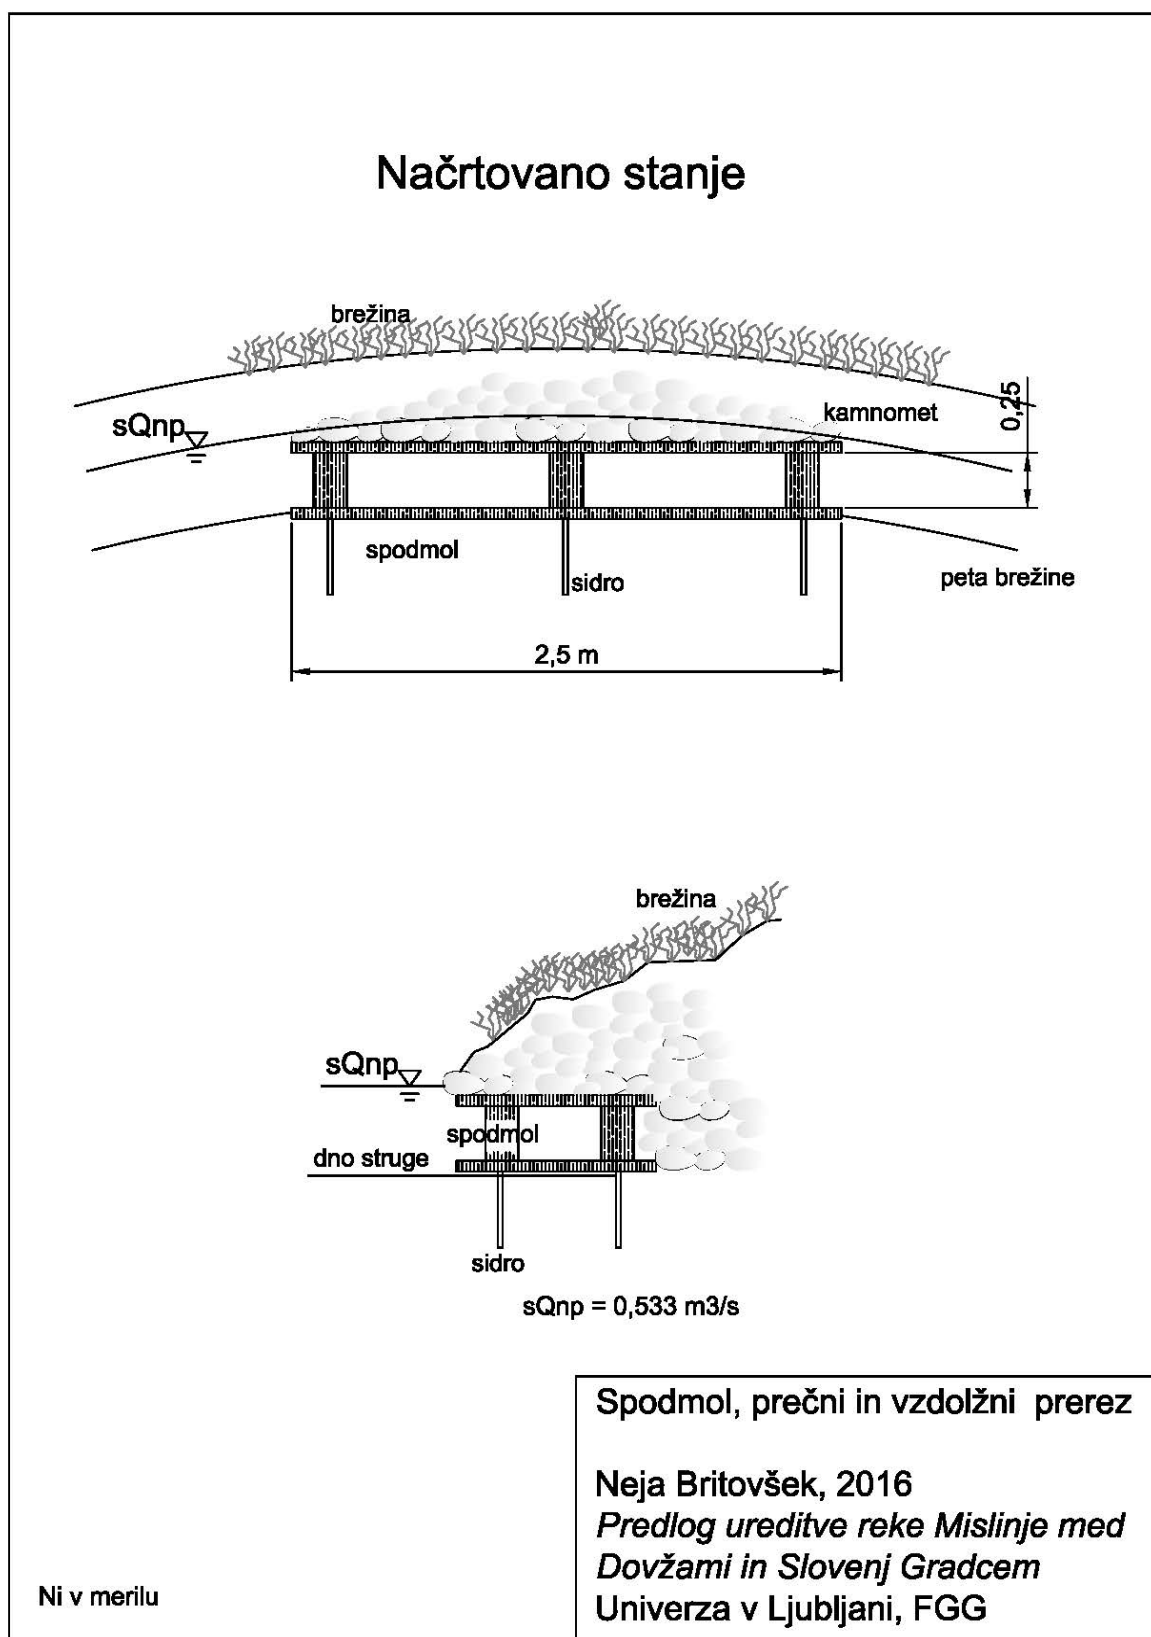 Načrtovano stanje
brežina
0,25
kamnomet
sQnp
spodmol
sidro
peta brežine
2,5 m
brežina
sQnp
spodmol
dno struge
sidro
sQnp = 0,533 m3/s
Spodmol, prečni in vzdolžni prerez
Neja Britovšek, 2016
Predlog ureditve reke Mislinje med
Dovžami in Slovenj Gradcem
Univerza v Ljubljani, FGG
Ni v merilu